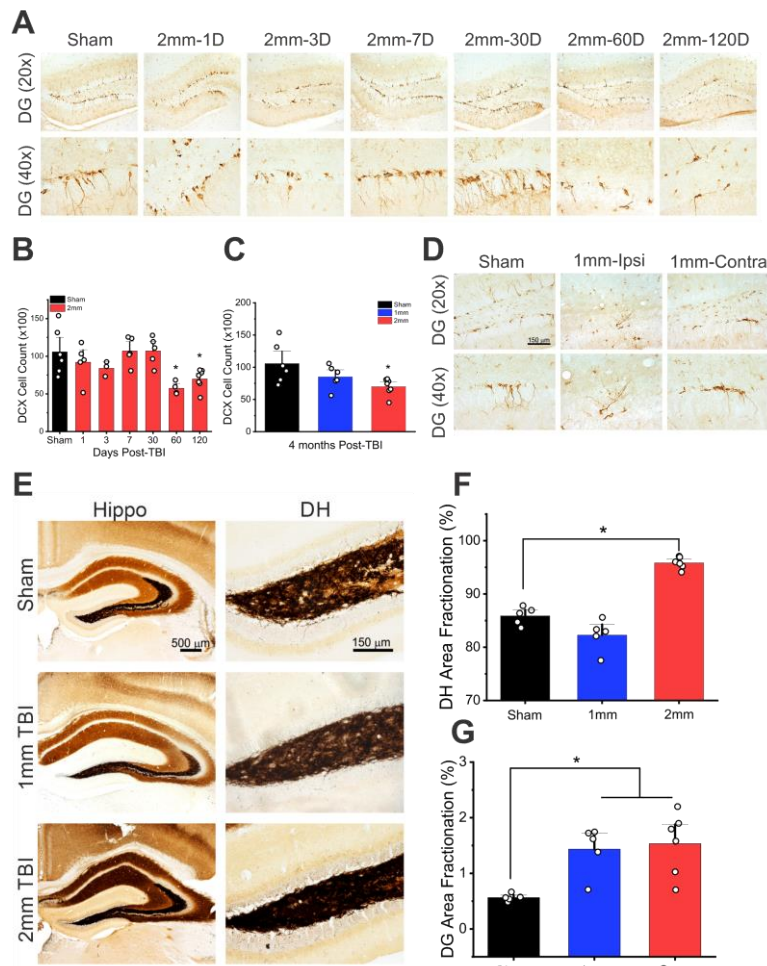 A
Sham 2mm-1D 2mm-3D 2mm-7D 2mm-30D 2mm-60D 2mm-120D
DG (20x)
DG (40x)
B
Sham
2mm
DCX Cell Count (x100)
150
100
50
0
Sham 1 3 7 30 60 120
* *
Days Post-TBI
C
Sham
1mm
2mm
DCX Cell Count (x100)
200
150
100
50
0
*
4 months Post-TBI
D
Sham 1mm-Ipsi 1mm-Contra
DG (20x)
150 µm
DG (40x)
E
Hippo DH
Sham
500 µm 150 µm
1mm TBI
2mm TBI
F
DH Area Fractionation (%)
100
90
80
70
*
Sham 1mm 2mm
G
DG Area Fractionation (%)
3
2
1
0
*